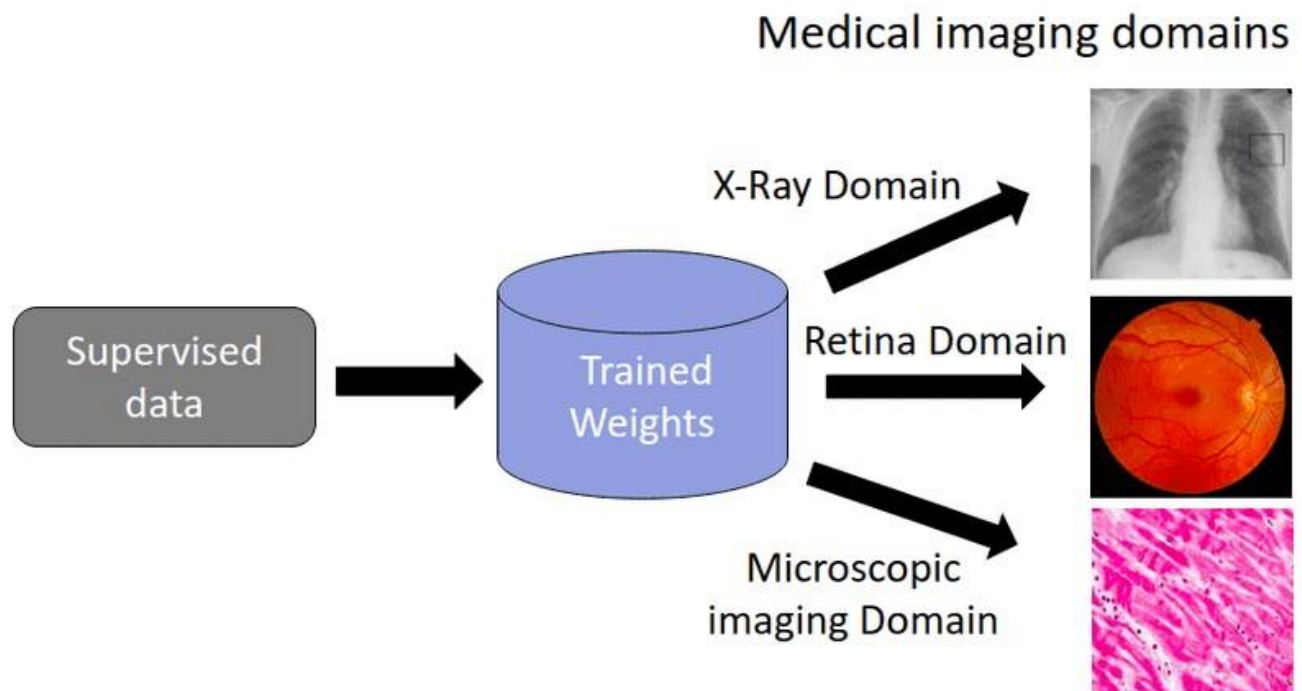 Medical imaging domains
X-Ray Domain
Supervised
data
Trained
Weights
Retina Domain
Microscopic
imaging Domain